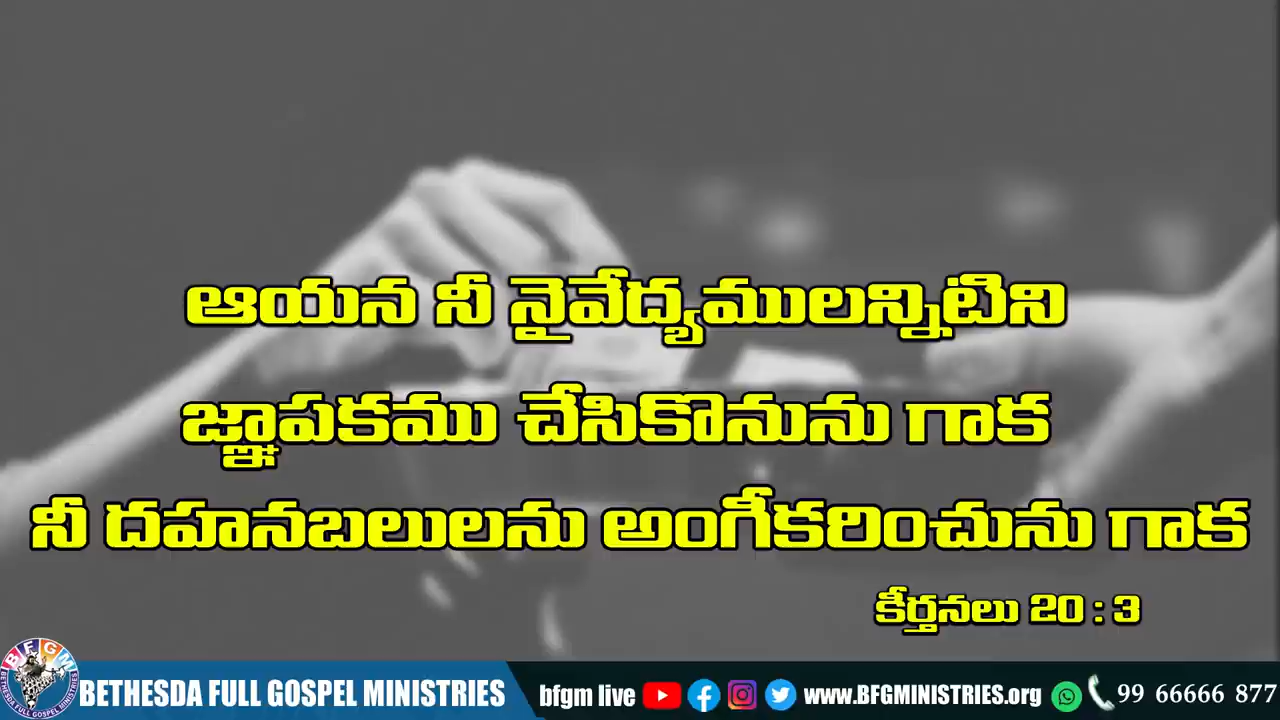 ఆయన నీ నైవేద్యములన్నిటిని
జ్ఞాపకము చేసికొనును గాక
నీ దహనబలులను అంగీకరించును గాక
కీర్తనలు 20 : 3
BFGM
BETHESDA FULL GOSPEL MINISTRIES bfgm live www.BFGMINISTRIES.org 99 66666 877